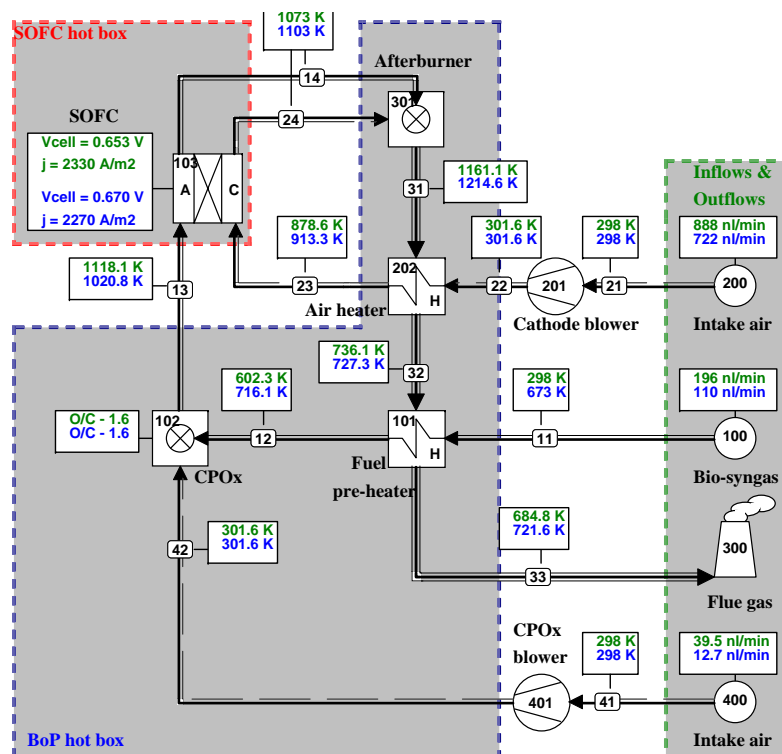 SOFC hot box
1073 K
1103 K
14
Afterburner
301
SOFC
24
Vcell = 0.653 V
j = 2330 A/m2
Vcell = 0.670 V
j = 2270 A/m2
103
A
C
31
1161.1 K
1214.6 K
Inflows &
Outflows
878.6 K
913.3 K
301.6 K
301.6 K
298 K
298 K
888 nl/min
722 nl/min
1118.1 K
1020.8 K
13
23
202
H
22
201
21
200
Air heater
Cathode blower
Intake air
736.1 K
727.3 K
32
602.3 K
716.1 K
298 K
673 K
196 nl/min
110 nl/min
O/C - 1.6
O/C - 1.6
102
12
101
H
11
100
CPOx
Fuel
pre-heater
Bio-syngas
301.6 K
301.6 K
42
684.8 K
721.6 K
33
300
Flue gas
CPOx
blower
298 K
298 K
39.5 nl/min
12.7 nl/min
401
41
400
BoP hot box
Intake air